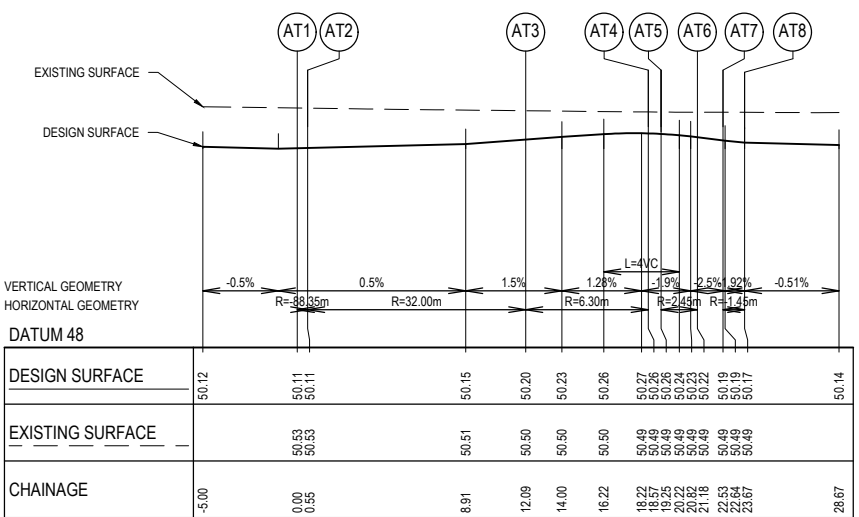 AT1 AT2 AT3 AT4 AT5 AT6 AT7 AT8
EXISTING SURFACE
DESIGN SURFACE
L=4VC
VERTICAL GEOMETRY -0.5% 0.5% 1.5% 1.28% -1.9% -2.5% -1.92% -0.51%
HORIZONTAL GEOMETRY R=-88.35m R=32.00m R=6.30m R=2.45m R=-1.45m
DATUM 48
DESIGN SURFACE 50.12 50.11 50.11 50.15 50.20 50.23 50.26 50.27 50.26 50.26 50.24 50.23 50.22 50.19 50.19 50.17 50.14
EXISTING SURFACE 50.53 50.53 50.51 50.50 50.50 50.50 50.49 50.49 50.49 50.49 50.49 50.49 50.49 50.49 50.49
CHAINAGE -5.00 0.00 0.55 8.91 12.09 14.00 16.22 18.22 18.57 19.25 20.22 20.82 21.18 22.53 22.64 23.67 28.67